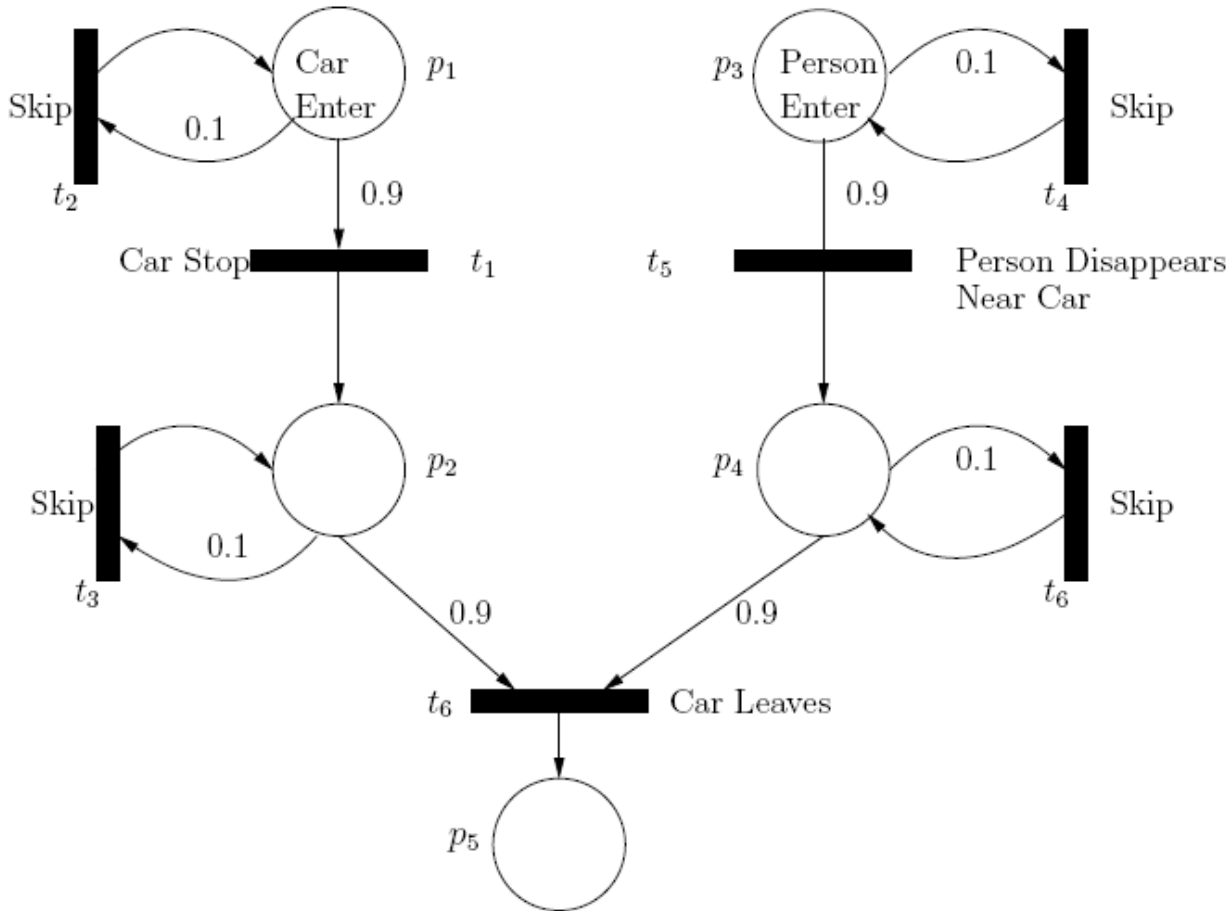 Car
Enter
p1
p3
Person
Enter
0.1
Skip
0.1
Skip
t2
0.9
0.9
t4
Car Stop
t1
t5
Person Disappears
Near Car
p2
p4
0.1
Skip
Skip
0.1
t3
t6
0.9
0.9
t6
Car Leaves
p5